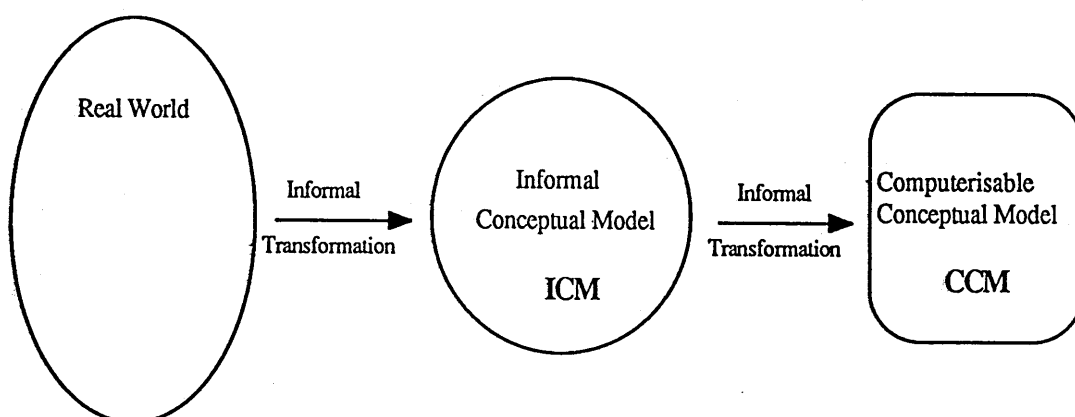 Real World
Informal
Transformation
Informal
Conceptual Model
ICM
Informal
Transformation
Computerisable
Conceptual Model
CCM